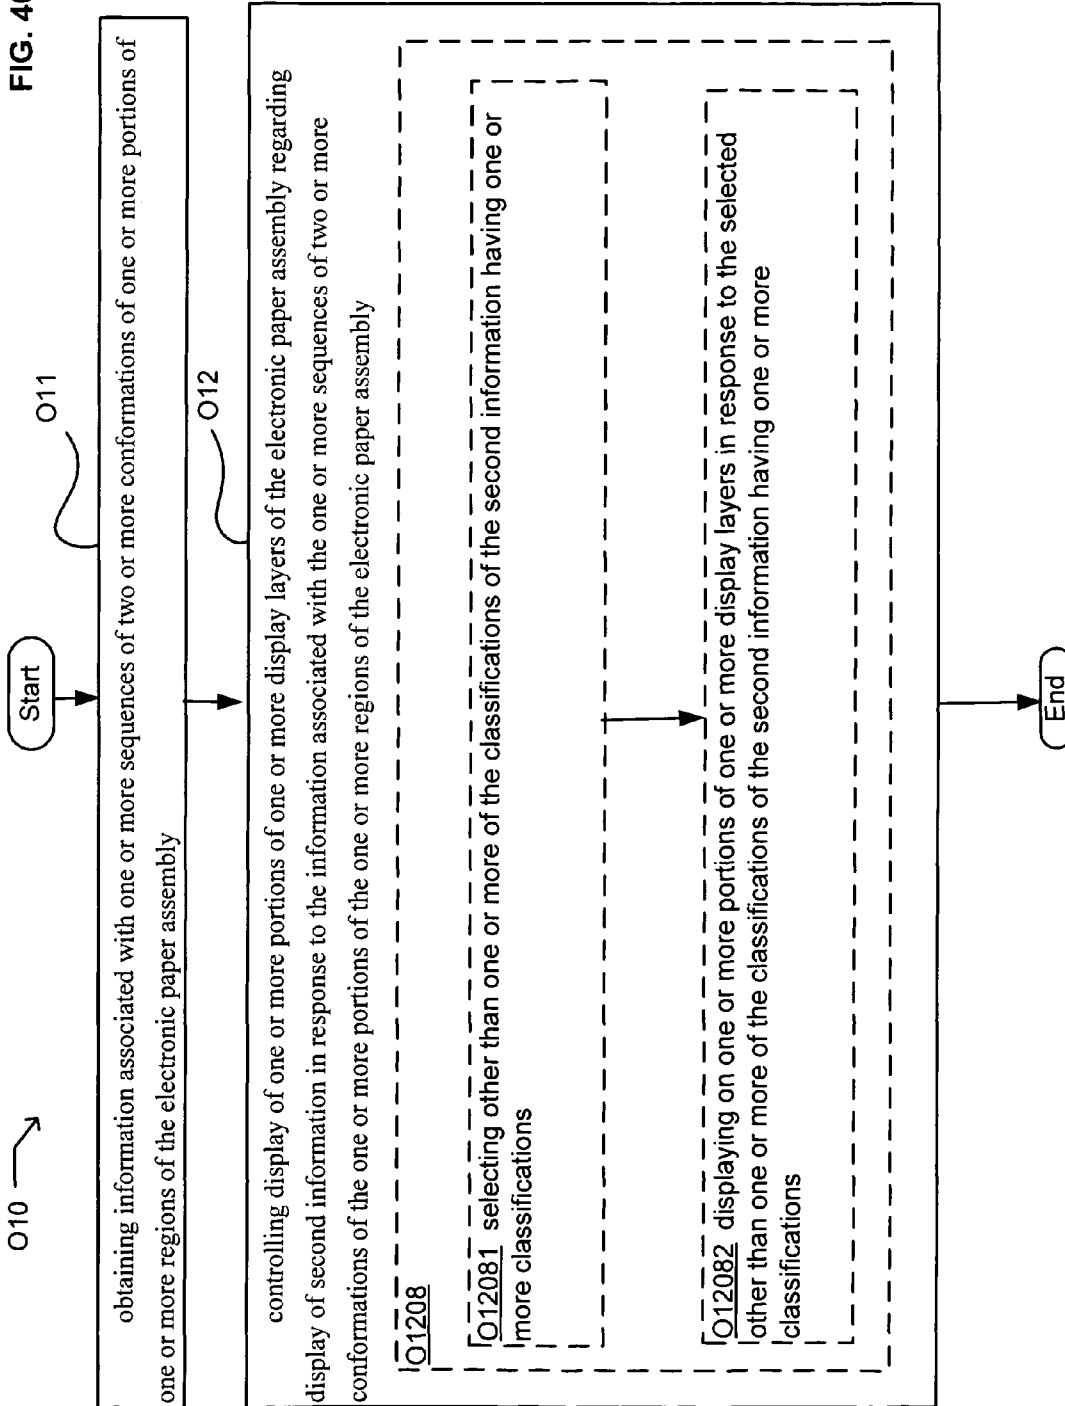 FIG. 40
O10
Start
O11
obtaining information associated with one or more sequences of two or more conformations of one or more portions of
one or more regions of the electronic paper assembly
O12
controlling display of one or more portions of one or more display layers of the electronic paper assembly regarding
display of second information in response to the information associated with the one or more sequences of two or more
conformations of the one or more portions of the one or more regions of the electronic paper assembly
O1208
O12081 selecting other than one or more of the classifications of the second information having one or
more classifications
O12082 displaying on one or more portions of one or more display layers in response to the selected
other than one or more of the classifications of the second information having one or more
classifications
End